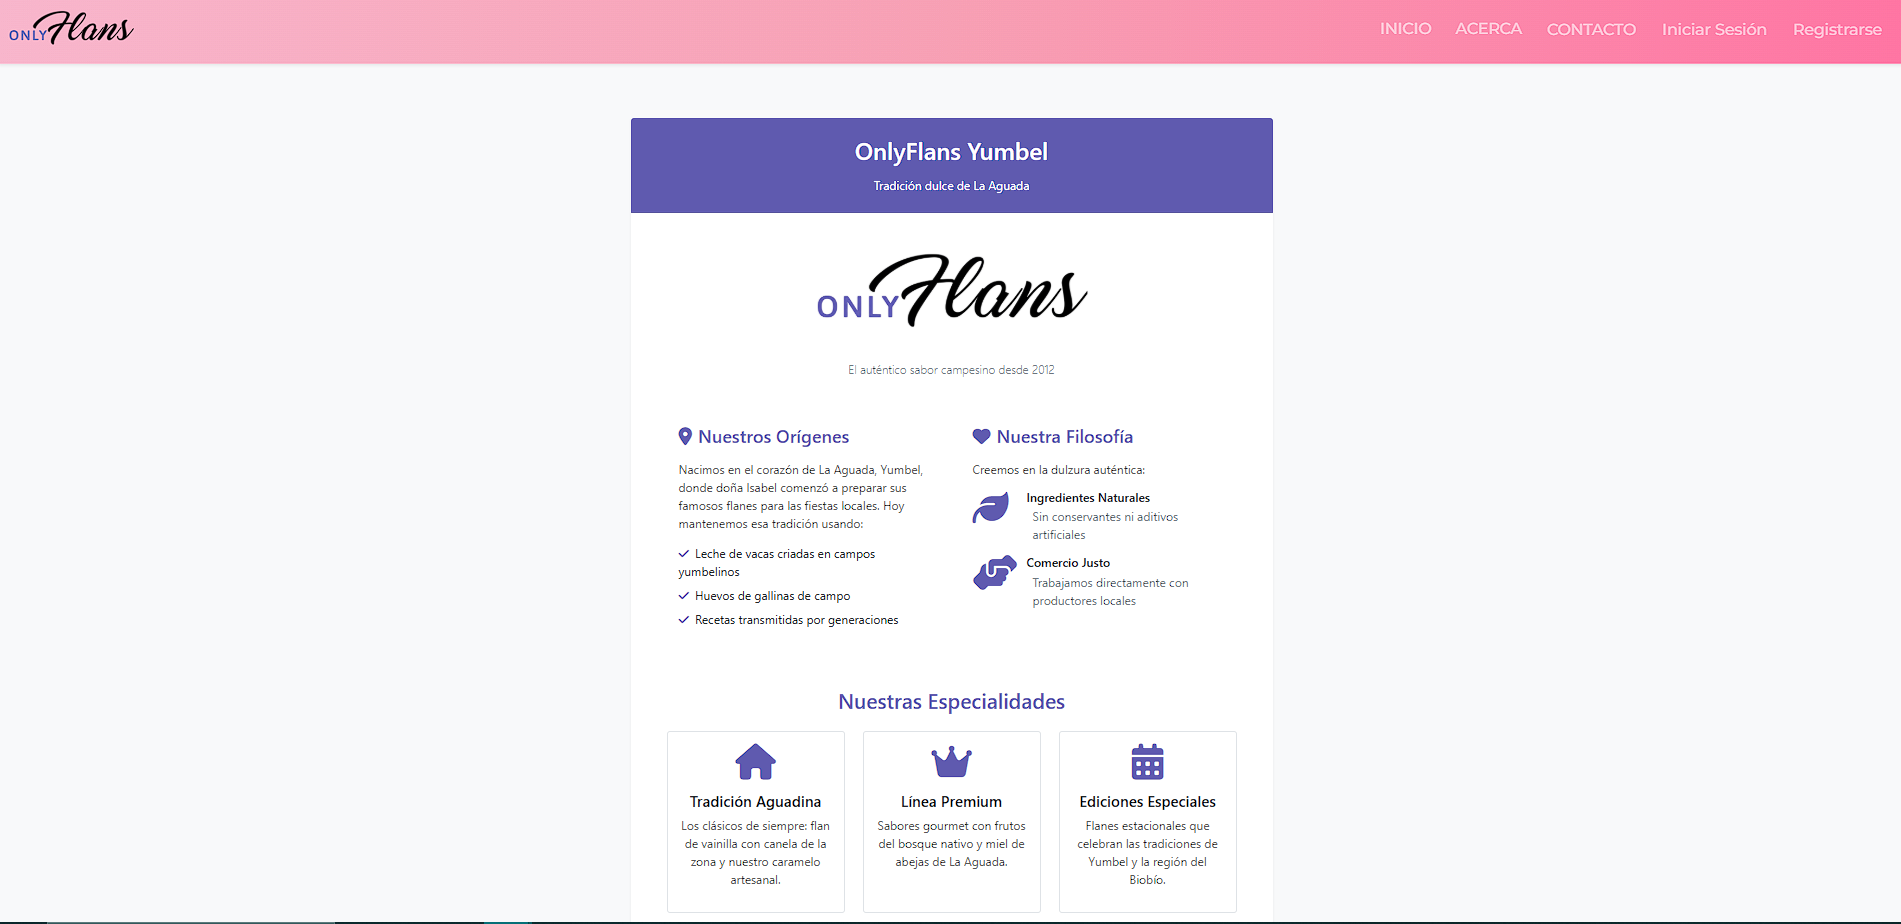 ONLY Flans
INICIO ACERCA CONTACTO Iniciar Sesión Registrarse
OnlyFlans Yumbel
Tradición dulce de La Aguada
ONLY Flans
El auténtico sabor campesino desde 2012
Nuestros Orígenes
Nacimos en el corazón de La Aguada, Yumbel,
donde doña Isabel comenzó a preparar sus
famosos flanes para las fiestas locales. Hoy
mantenemos esa tradición usando:
Leche de vacas criadas en campos
yumbelinos
Huevos de gallinas de campo
Recetas transmitidas por generaciones
Nuestra Filosofía
Creemos en la dulzura auténtica:
Ingredientes Naturales
Sin conservantes ni aditivos
artificiales
Comercio Justo
Trabajamos directamente con
productores locales
Nuestras Especialidades
Tradición Aguadina
Los clásicos de siempre: flan
de vainilla con canela de la
zona y nuestro caramelo
artesanal.
Línea Premium
Sabores gourmet con frutos
del bosque nativo y miel de
abejas de La Aguada.
Ediciones Especiales
Flanes estacionales que
celebran las tradiciones de
Yumbel y la región del
Biobío.